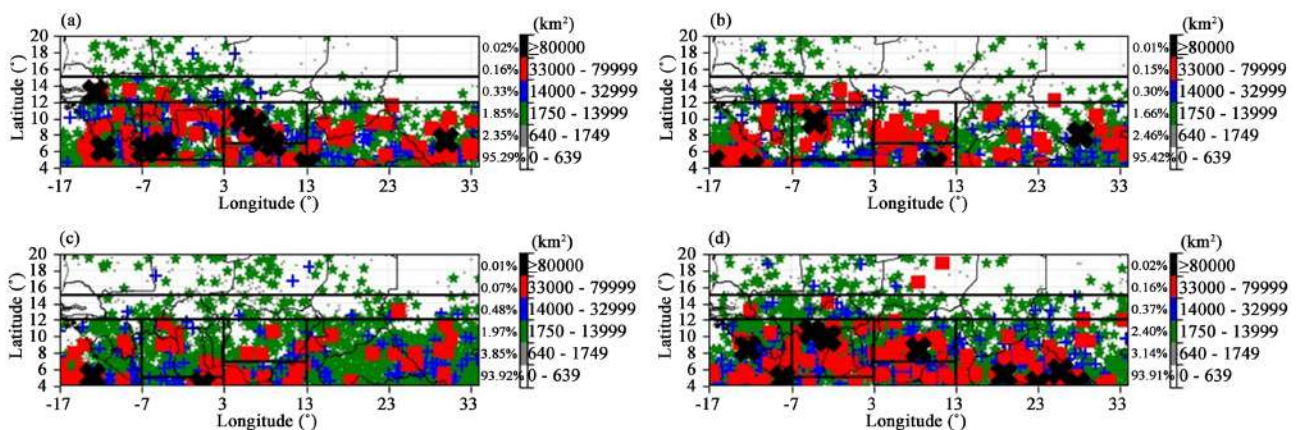 (a)
(km²)
20
18
16
14
12
10
8
6
4
Latitude (˚)
-17
-7
3
13
23
33
Longitude (˚)
0.02%
0.16%
0.33%
1.85%
2.35%
95.29%
≥80000
33000 - 79999
14000 - 32999
1750 - 13999
640 - 1749
0 - 639
(b)
(km²)
20
18
16
14
12
10
8
6
4
Latitude (˚)
-17
-7
3
13
23
33
Longitude (˚)
0.01%
0.15%
0.30%
1.66%
2.46%
95.42%
≥80000
33000 - 79999
14000 - 32999
1750 - 13999
640 - 1749
0 - 639
(c)
(km²)
20
18
16
14
12
10
8
6
4
Latitude (˚)
-17
-7
3
13
23
33
Longitude (˚)
0.01%
0.07%
0.48%
1.97%
3.85%
93.92%
≥80000
33000 - 79999
14000 - 32999
1750 - 13999
640 - 1749
0 - 639
(d)
(km²)
20
18
16
14
12
10
8
6
4
Latitude (˚)
-17
-7
3
13
23
33
Longitude (˚)
0.02%
0.16%
0.37%
2.40%
3.14%
93.91%
≥80000
33000 - 79999
14000 - 32999
1750 - 13999
640 - 1749
0 - 639